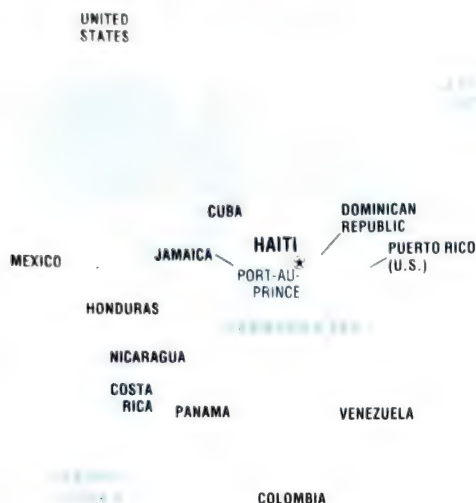 UNITED
STATES
CUBA
DOMINICAN
REPUBLIC
HAITI
PUERTO RICO
(U.S.)
JAMAICA
MEXICO
PORT-AU-
PRINCE
HONDURAS
NICARAGUA
COSTA
RICA
PANAMA
VENEZUELA
COLOMBIA